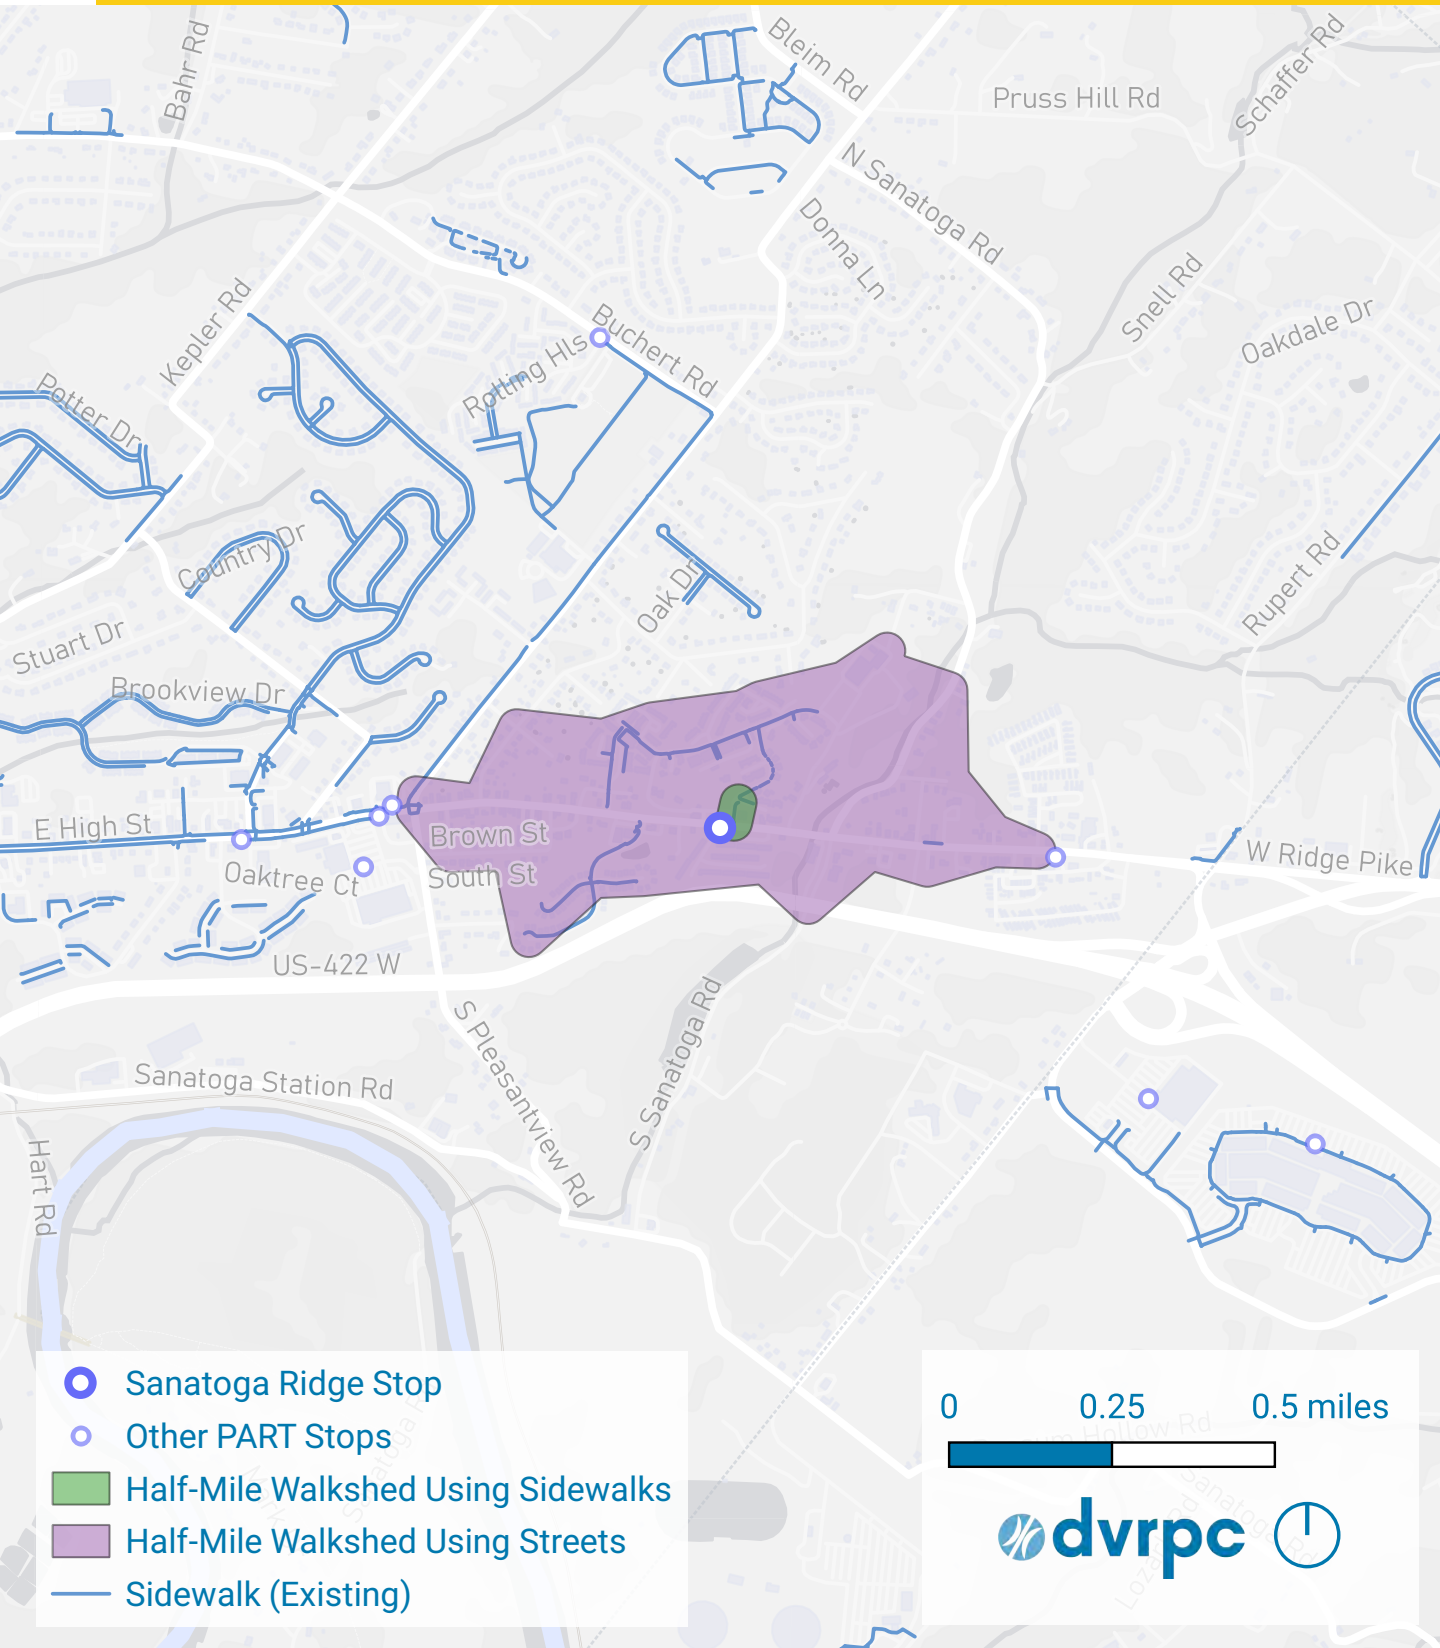 Bahr Rd
Bleim Rd
Pruss Hill Rd
Schaffer Rd
N Sanatoga Rd
Donna Ln
Snell Rd
Oakdale Dr
Kepler Rd
Buchert Rd
Rolling Hls
Potter Dr
Country Dr
Oak Dr
Rupert Rd
Stuart Dr
Brookview Dr
E High St
Brown St
South St
Oaktree Ct
W Ridge Pike
US-422 W
S Pleasantview Rd
S Sanatoga Rd
Sanatoga Station Rd
Hart Rd
Sanatoga Ridge Stop
Other PART Stops
Half-Mile Walkshed Using Sidewalks
Half-Mile Walkshed Using Streets
Sidewalk (Existing)
0 0.25 0.5 miles
Hollow Rd
Sanatoga Rd
dvrpc